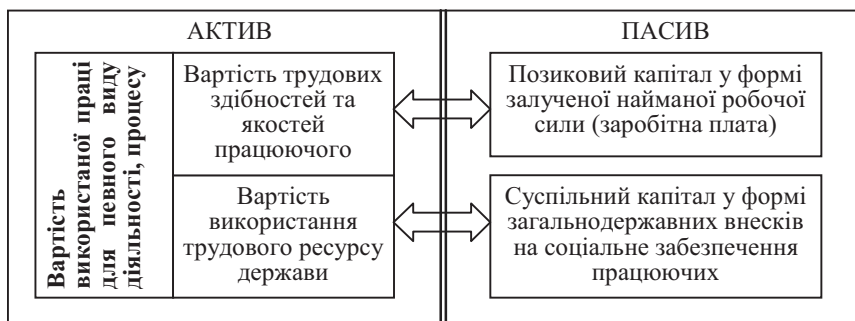 АКТИВ
Вартість
використаної праці
для певного виду
діяльності, процесу
Вартість трудових
здібностей та
якостей
працюючого
Вартість
використання
трудового ресурсу
держави
ПАСИВ
Позиковий капітал у формі
залученої найманої робочої
сили (заробітна плата)
Суспільний капітал у формі
загальнодержавних внесків
на соціальне забезпечення
працюючих